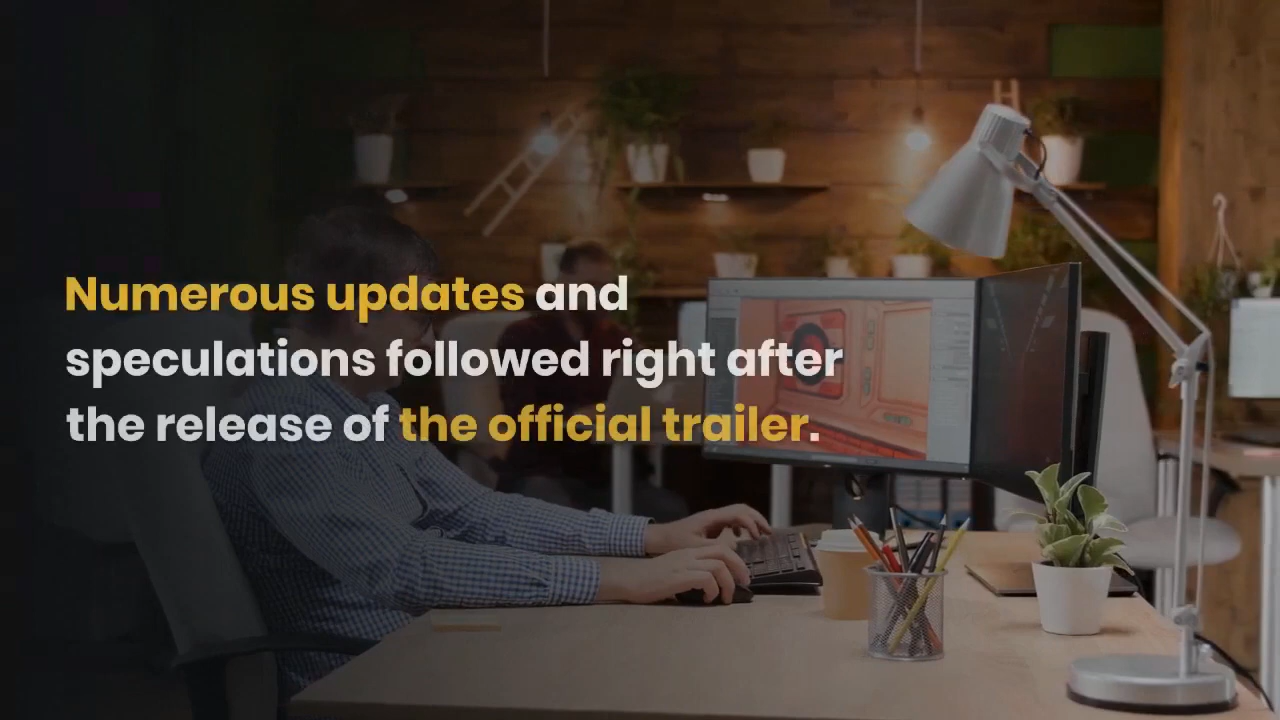 Numerous updates and
speculations followed right after
the release of the official trailer.